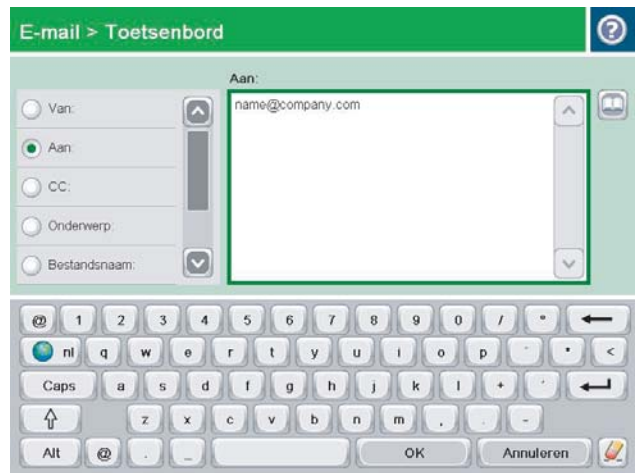 E-mail > Toetsenbord
Aan:
Van:
Aan:
CC:
Onderwerp:
Bestandsnaam:
name@company.com
@ 1 2 3 4 5 6 7 8 9 0 / °
nl q w e r t y u i o p ¨ * <
Caps a s d f g h j k l + ´
z x c v b n m , . -
Alt @ . _ OK Annuleren